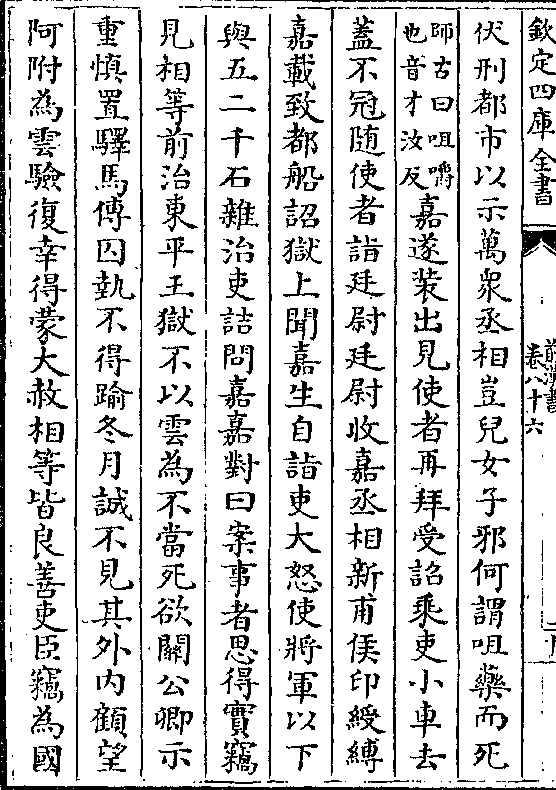 欽定四庫全書
前漢書
卷八十六
伏刑都市以示萬衆丞相豈兒女子邪何謂咀藥而死
師古曰咀嚼
也音才汝反
嘉遂装出見使者再拜受詔乘吏小車去
蓋不冠随使者詣廷尉廷尉收嘉丞相新甫侯印綬縛
嘉載致都船詔獄上聞嘉生自詣吏大怒使將軍以下
與五二千石雜治吏詰問嘉嘉對曰案事者思得實竊
見相等前治東平王獄不以雲為不當死欲關公卿示
重慎置驛馬傳囚埶不得踰冬月誠不見其外内顧望
阿附為雲驗復幸得蒙大赦相等皆良善吏臣竊為國